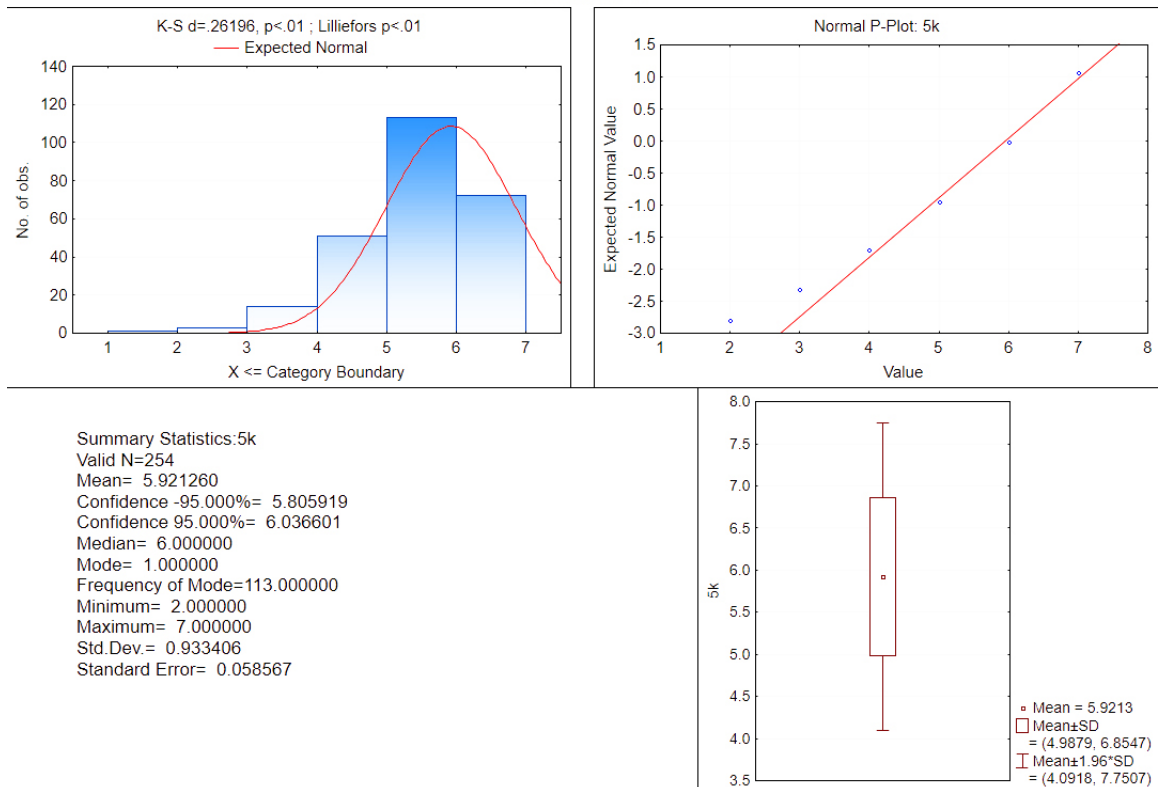 K-S d=.26196, p<.01 ; Lilliefors p<.01
Expected Normal
140
120
100
80
60
40
20
0
No. of obs.
1 2 3 4 5 6 7
X <= Category Boundary
Normal P-Plot: 5k
1.5
1.0
0.5
0.0
-0.5
-1.0
-1.5
-2.0
-2.5
-3.0
Expected Normal Value
1 2 3 4 5 6 7 8
Value
Summary Statistics:5k
Valid N=254
Mean= 5.921260
Confidence -95.000%= 5.805919
Confidence 95.000%= 6.036601
Median= 6.000000
Mode= 1.000000
Frequency of Mode=113.000000
Minimum= 2.000000
Maximum= 7.000000
Std.Dev.= 0.933406
Standard Error= 0.058567
8.0
7.5
7.0
6.5
6.0
5.5
5.0
4.5
4.0
3.5
5k
Mean = 5.9213
Mean±SD
= (4.9879, 6.8547)
Mean±1.96*SD
= (4.0918, 7.7507)